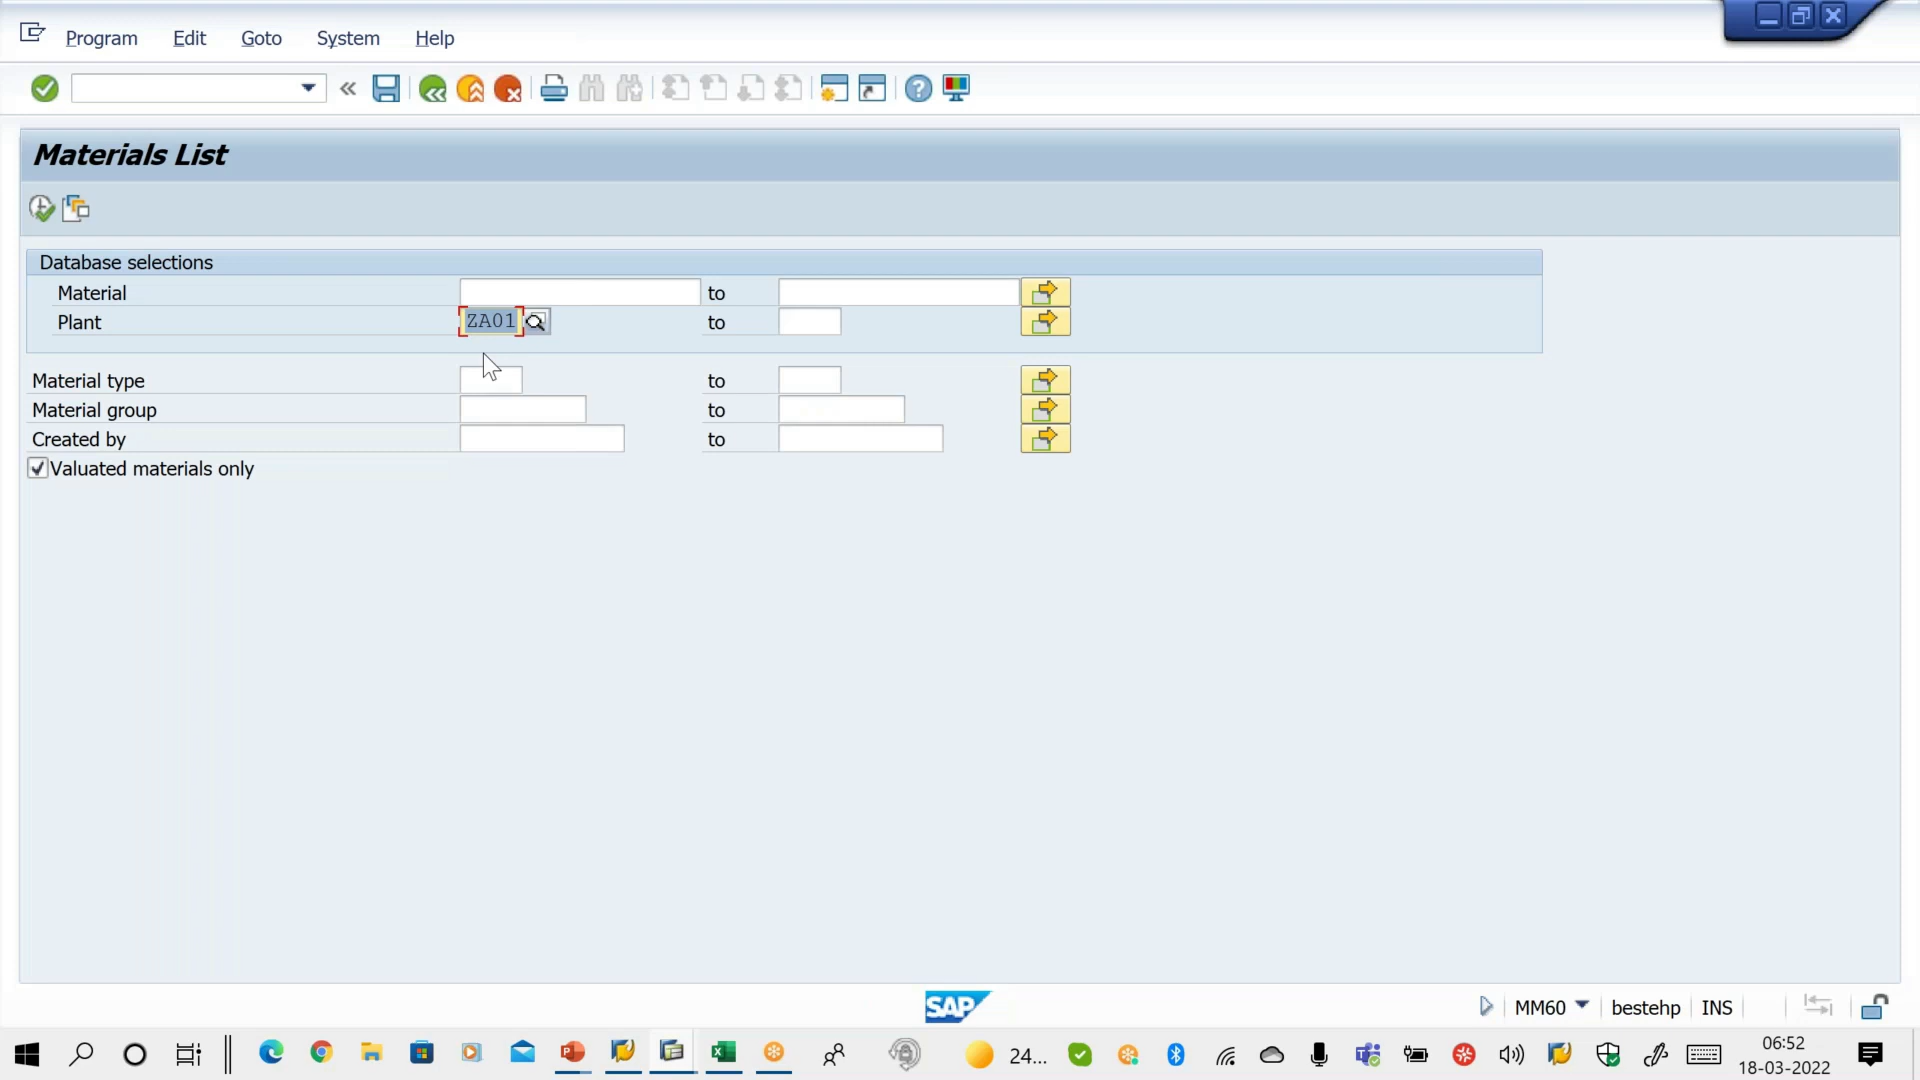 Program Edit Goto System Help
Materials List
Database selections
Material to
Plant ZA01 to
Material type to
Material group to
Created by to
Valuated materials only
SAP MM60 bestehp INS
24... 06:52
18-03-2022